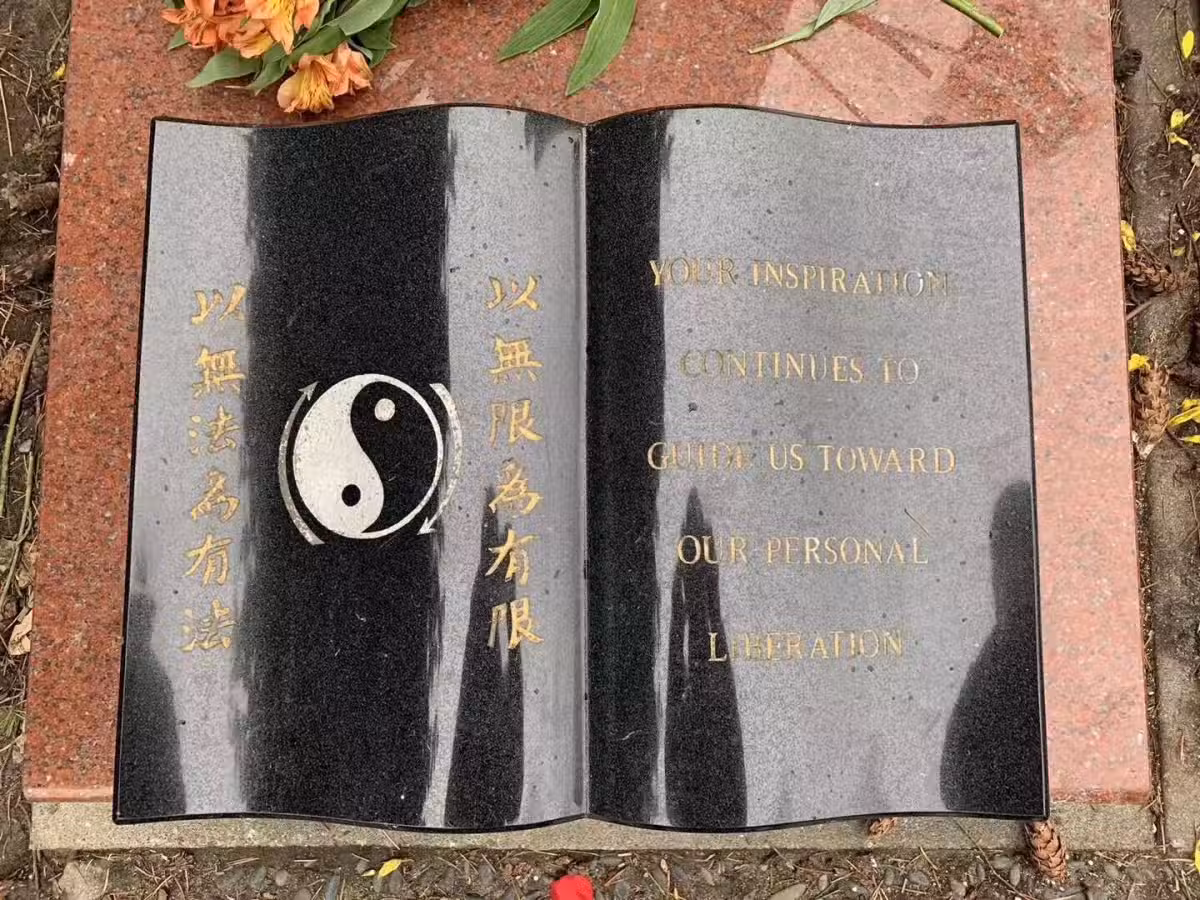 以無限為有限
以無法為有法
YOUR INSPIRATION
CONTINUES TO
GUIDE US TOWARD
OUR PERSONAL
LIBERATION